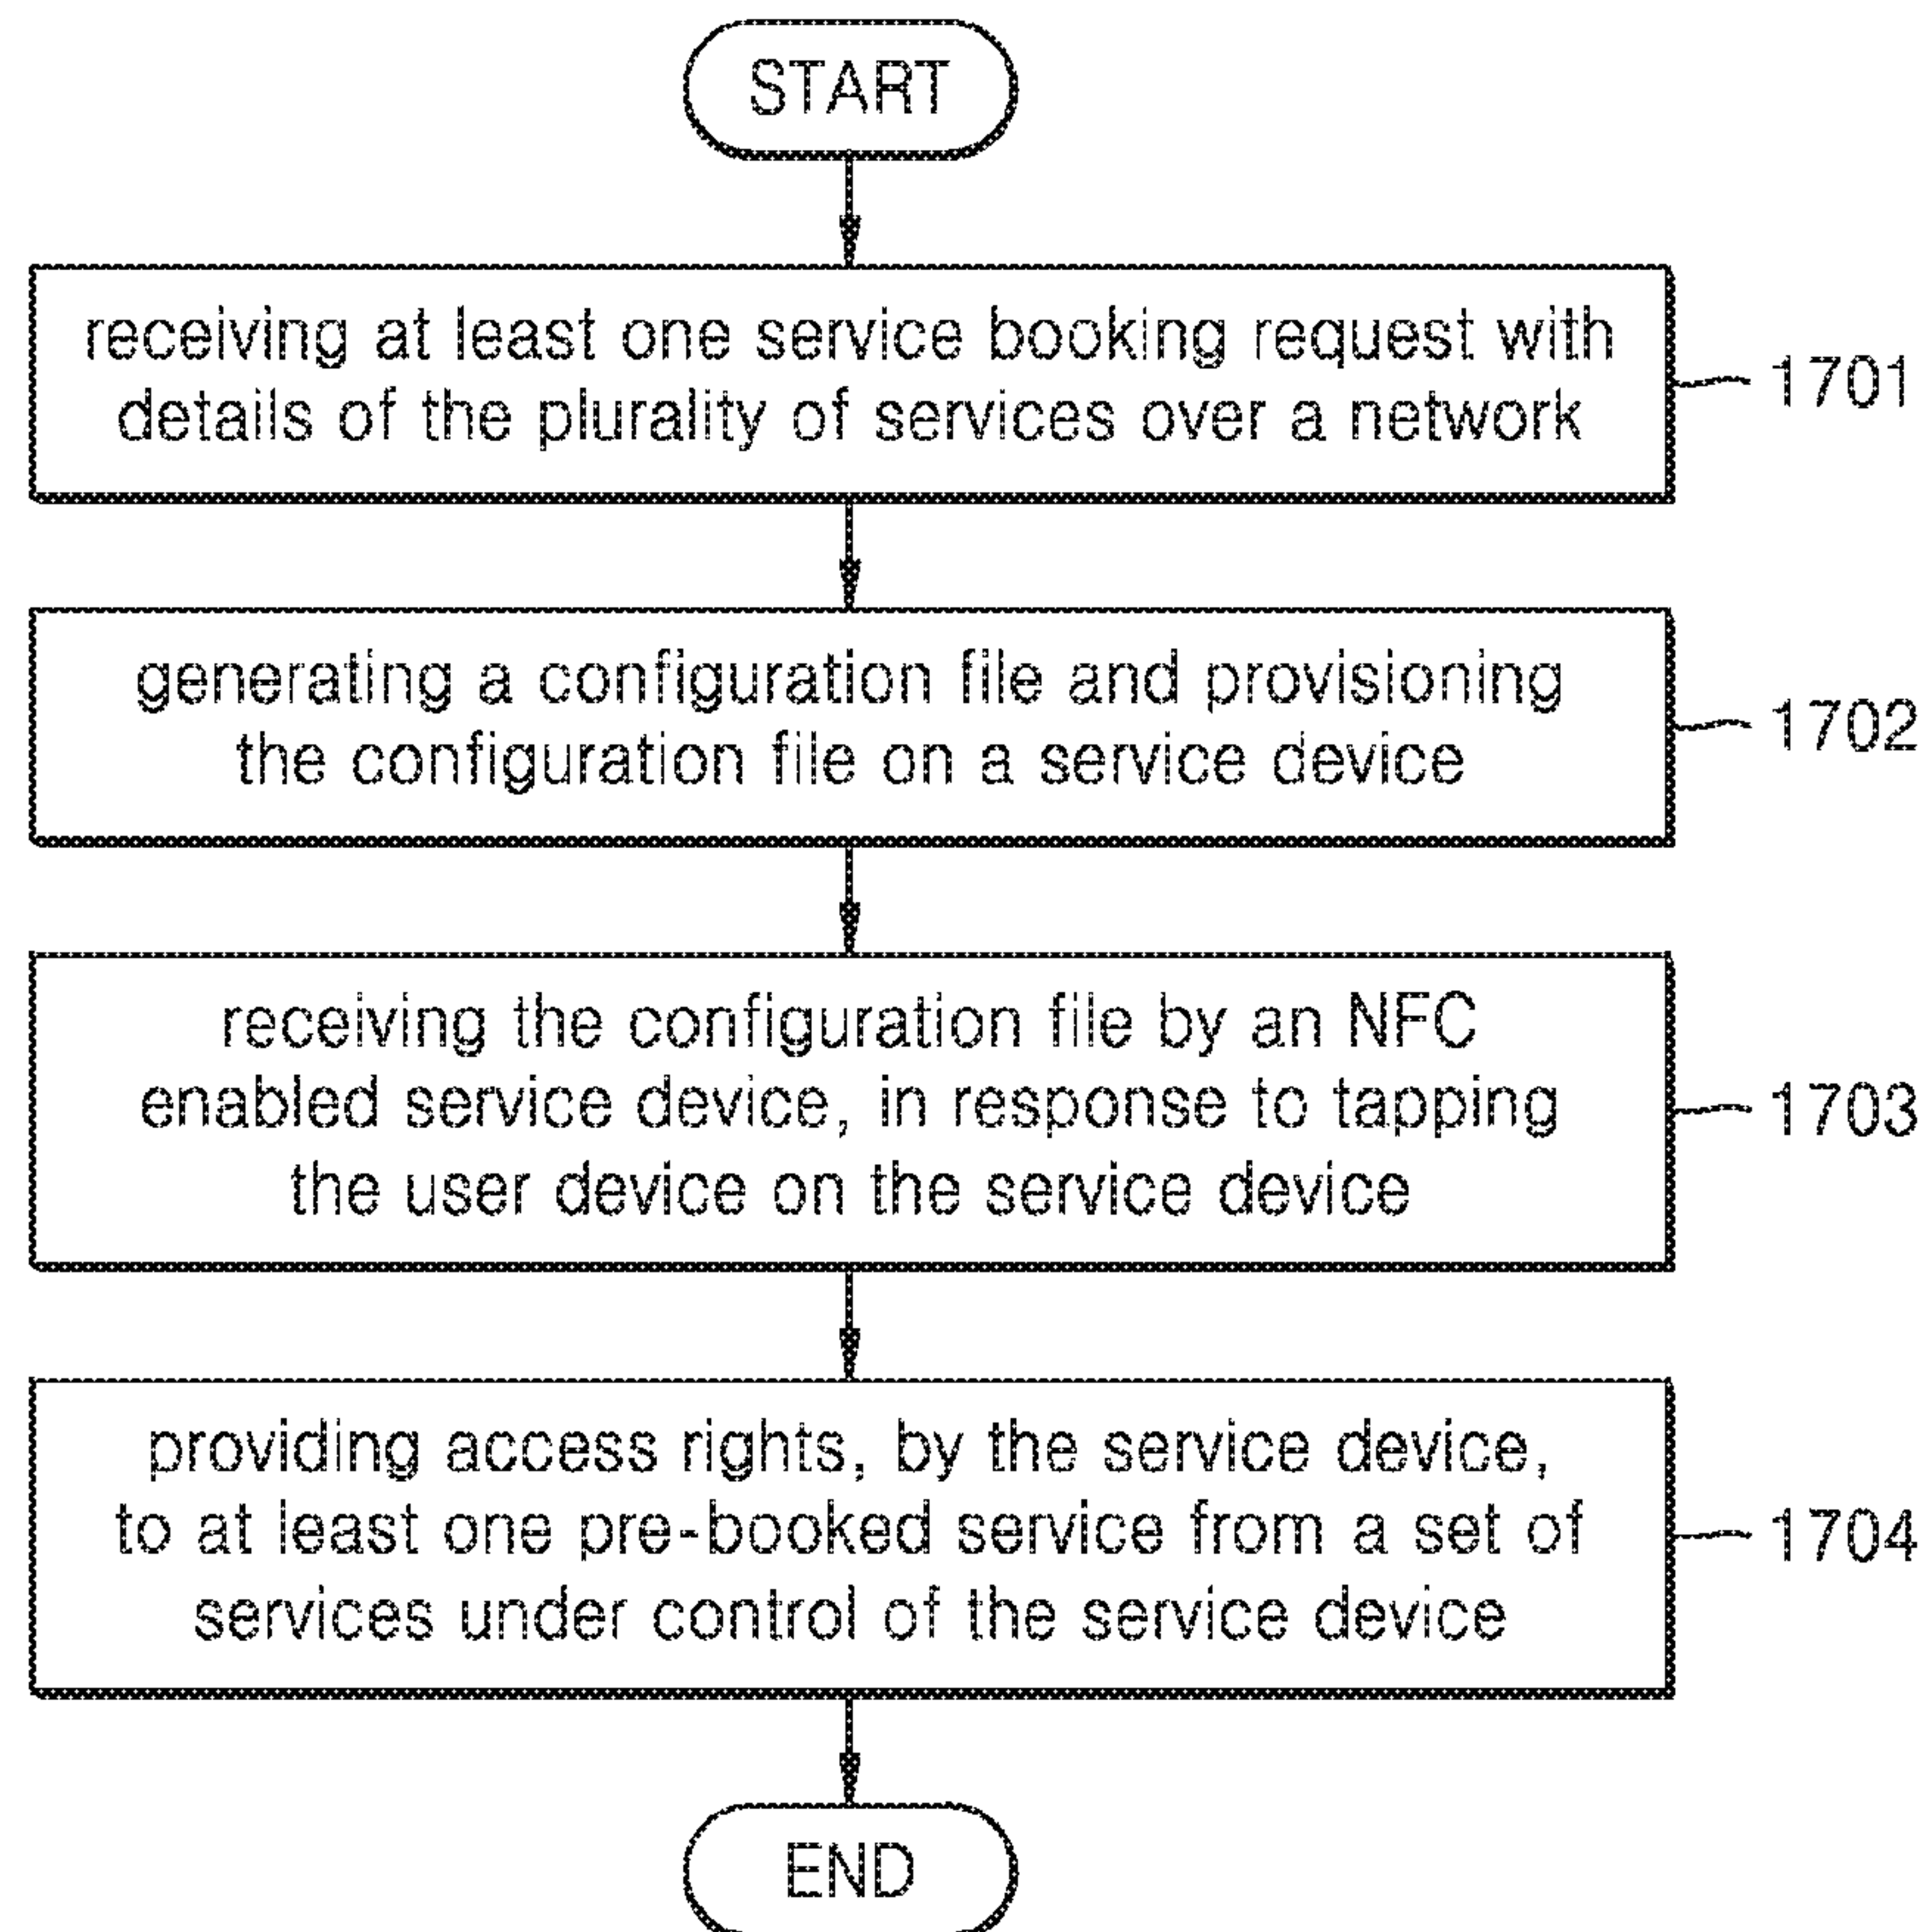 START
receiving at least one service booking request with
details of the plurality of services over a network
1701
generating a configuration file and provisioning
the configuration file on a service device
1702
receiving the configuration file by an NFC
enabled service device, in response to tapping
the user device on the service device
1703
providing access rights, by the service device,
to at least one pre-booked service from a set of
services under control of the service device
1704
END